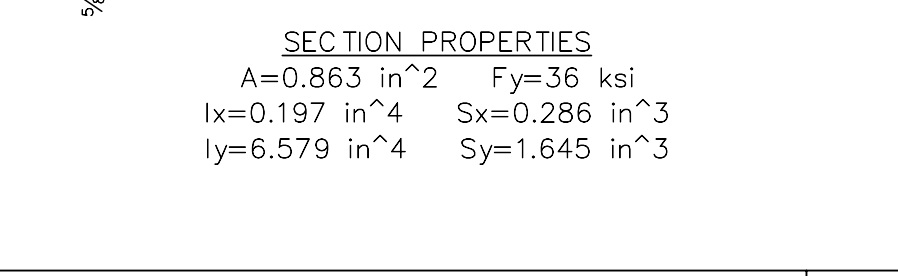 SECTION PROPERTIES
A=0.863 in^2 Fy=36 ksi
Ix=0.197 in^4 Sx=0.286 in^3
Iy=6.579 in^4 Sy=1.645 in^3